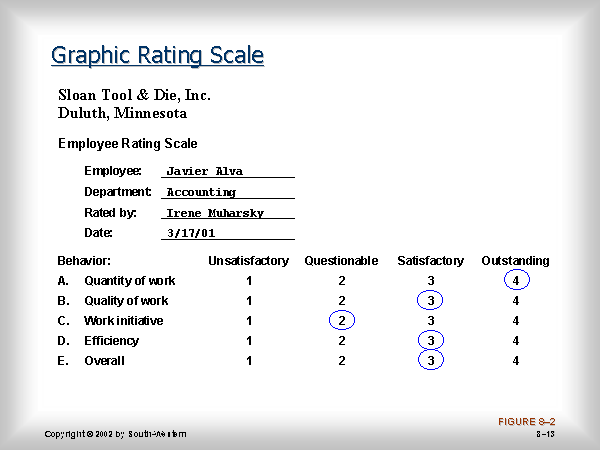 Graphic Rating Scale
Sloan Tool & Die, Inc.
Duluth, Minnesota
Employee Rating Scale
Employee: Javier Alva
Department: Accounting
Rated by: Irene Muharsky
Date: 3/17/01
Behavior: Unsatisfactory Questionable Satisfactory Outstanding
A. Quantity of work 1 2 3 4
B. Quality of work 1 2 3 4
C. Work initiative 1 2 3 4
D. Efficiency 1 2 3 4
E. Overall 1 2 3 4
FIGURE 8–2
Copyright © 2002 by South-Western 8–13